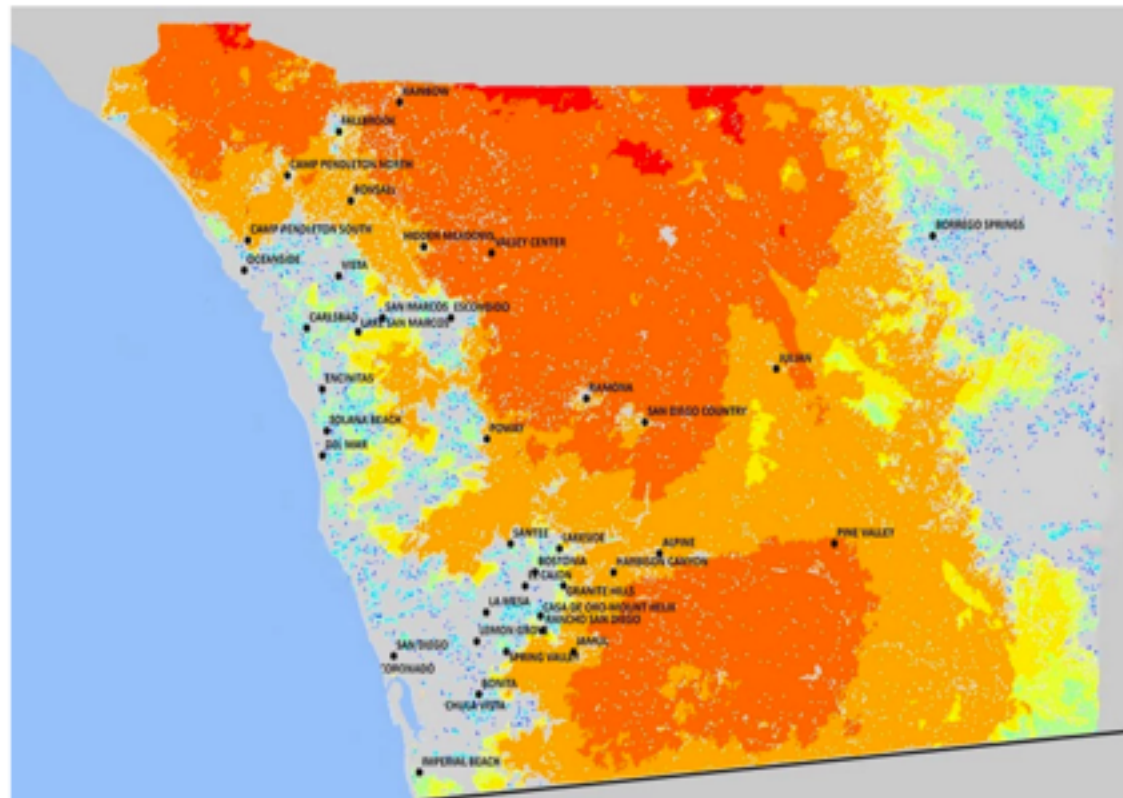 RAINBOW
FALLBROOK
CAMP PENDLETON NORTH
BONSALL
CAMP PENDLETON SOUTH
HIDDEN MEADOWS
VALLEY CENTER
BORREGO SPRINGS
OCEANSIDE
VISTA
SAN MARCOS
ESCONDIDO
CARLSBAD
LAKE SAN MARCOS
JULIAN
ENCINITAS
RAMONA
SAN DIEGO COUNTRY
SOLANA BEACH
POWAY
DEL MAR
SANTEE
LAKESIDE
PINE VALLEY
ALPINE
BOSTONIA
HARBISON CANYON
EL CAJON
GRANITE HILLS
LA MESA
CASA DE ORO-MOUNT HELIX
RANCHO SAN DIEGO
LEMON GROVE
JAMUL
SAN DIEGO
SPRING VALLEY
CORONADO
BONITA
CHULA VISTA
IMPERIAL BEACH